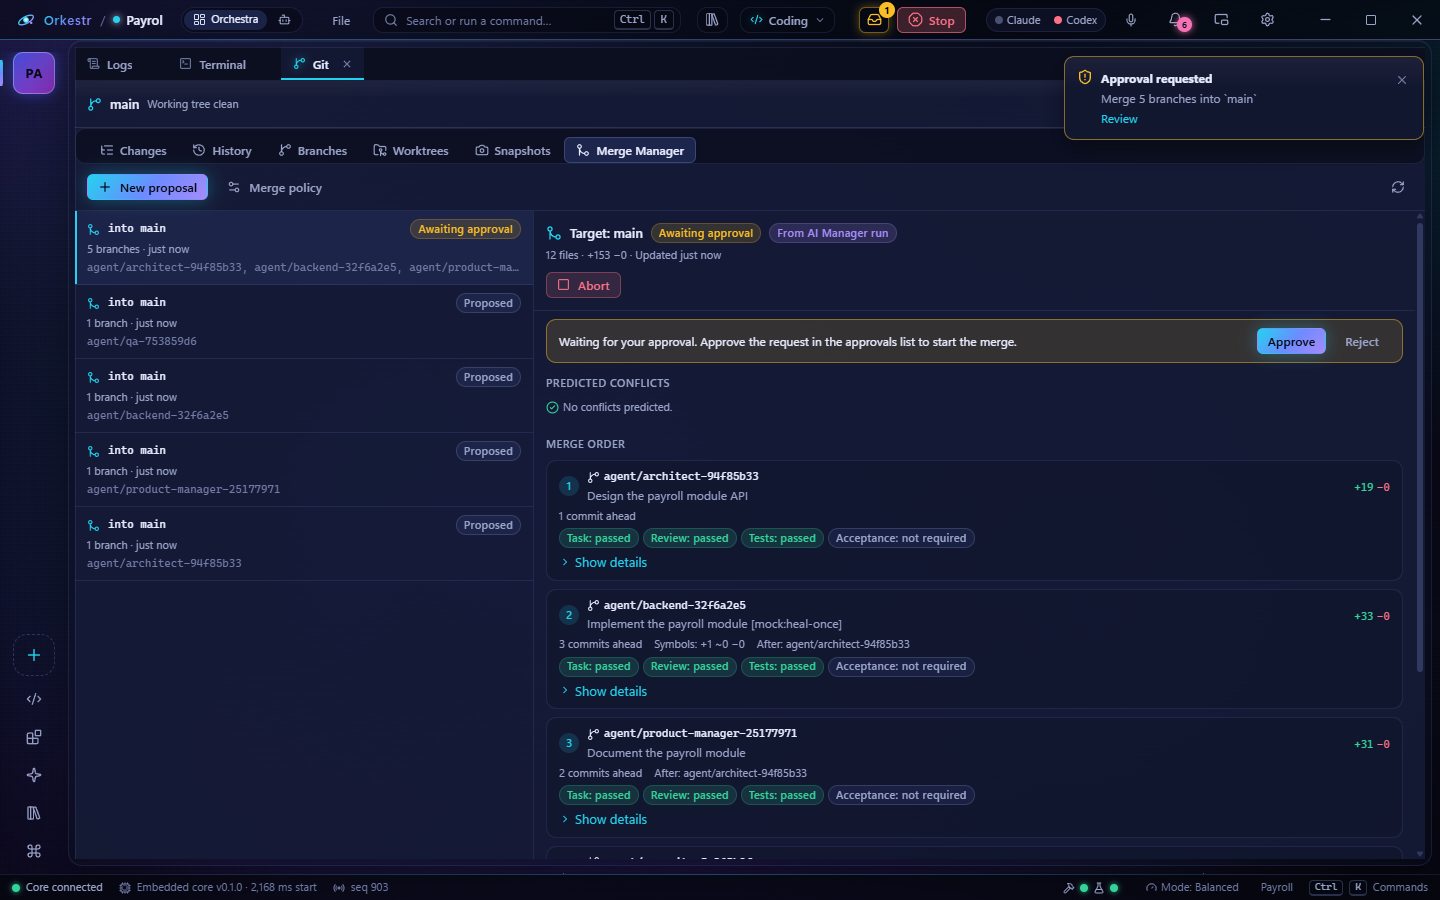 Orkestr / Payrol
Orchestra
File
Search or run a command... Ctrl K
Coding
1
Stop
Claude
Codex
6
PA
Logs
Terminal
Git
main Working tree clean
Approval requested
Merge 5 branches into `main`
Review
Changes
History
Branches
Worktrees
Snapshots
Merge Manager
New proposal
Merge policy
into main
Awaiting approval
5 branches · just now
agent/architect-94f85b33, agent/backend-32f6a2e5, agent/product-ma…
into main
Proposed
1 branch · just now
agent/qa-753859d6
into main
Proposed
1 branch · just now
agent/backend-32f6a2e5
into main
Proposed
1 branch · just now
agent/product-manager-25177971
into main
Proposed
1 branch · just now
agent/architect-94f85b33
Target: main
Awaiting approval
From AI Manager run
12 files · +153 −0 · Updated just now
Abort
Waiting for your approval. Approve the request in the approvals list to start the merge.
Approve
Reject
PREDICTED CONFLICTS
No conflicts predicted.
MERGE ORDER
1
agent/architect-94f85b33
Design the payroll module API
+19 −0
1 commit ahead
Task: passed
Review: passed
Tests: passed
Acceptance: not required
Show details
2
agent/backend-32f6a2e5
Implement the payroll module [mock:heal-once]
+33 −0
3 commits ahead Symbols: +1 ~0 −0 After: agent/architect-94f85b33
Task: passed
Review: passed
Tests: passed
Acceptance: not required
Show details
3
agent/product-manager-25177971
Document the payroll module
+31 −0
2 commits ahead After: agent/architect-94f85b33
Task: passed
Review: passed
Tests: passed
Acceptance: not required
Show details
Core connected
Embedded core v0.1.0 · 2,168 ms start
seq 903
Mode: Balanced
Payroll
Ctrl K Commands